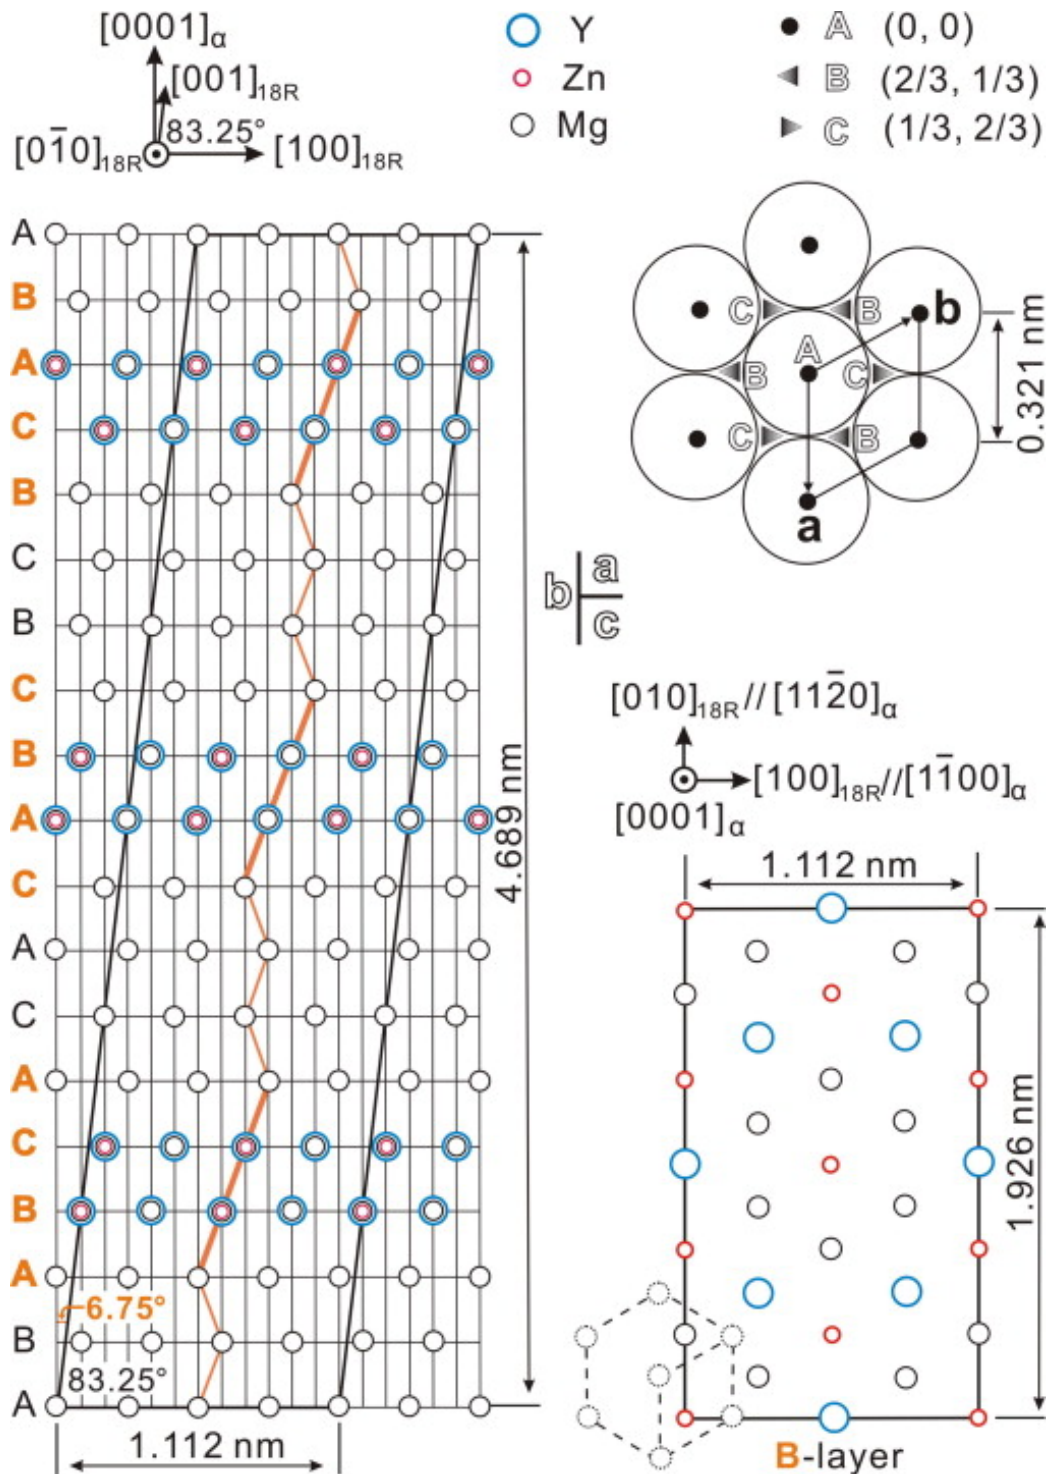 [0001]α
[001]18R
83.25°
[01̄0]18R
[100]18R
Y
Zn
Mg
A (0, 0)
B (2/3, 1/3)
C (1/3, 2/3)
A
B
A
C
B
C
B
C
B
A
C
A
C
A
C
B
A
B
A
6.75°
83.25°
1.112 nm
4.689 nm
C
B
A
b
B
C
C
B
a
0.321 nm
b
a
c
[010]18R//[112̄0]α
[100]18R//[11̄00]α
[0001]α
1.112 nm
1.926 nm
B-layer